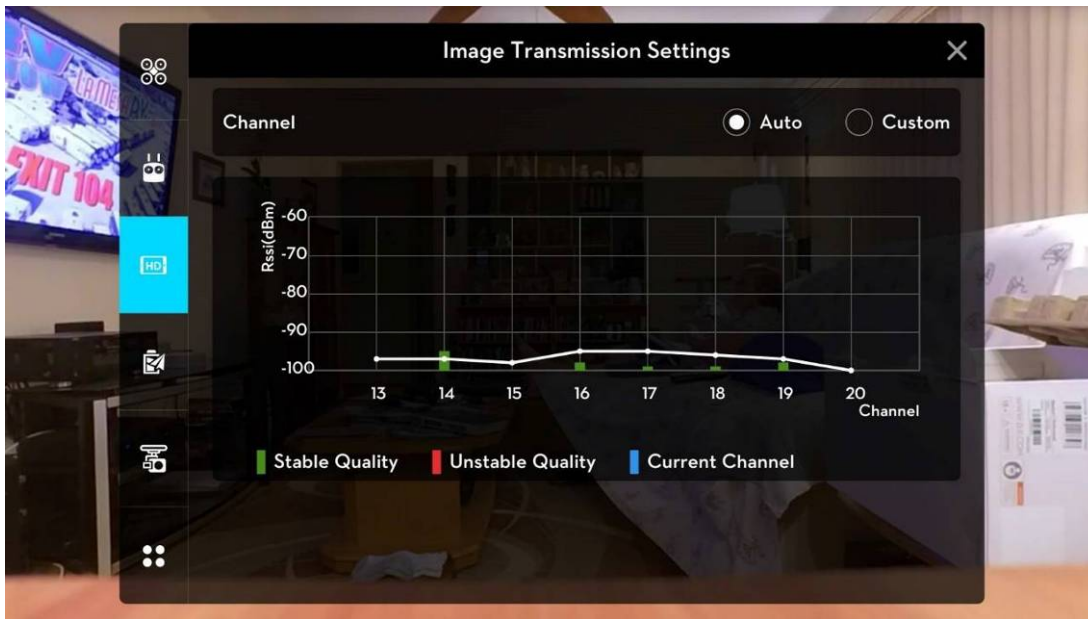 Image Transmission Settings
Channel
Auto
Custom
Rssi(dBm)
-60
-70
-80
-90
-100
13 14 15 16 17 18 19 20
Channel
Stable Quality
Unstable Quality
Current Channel
HD
EXIT 104